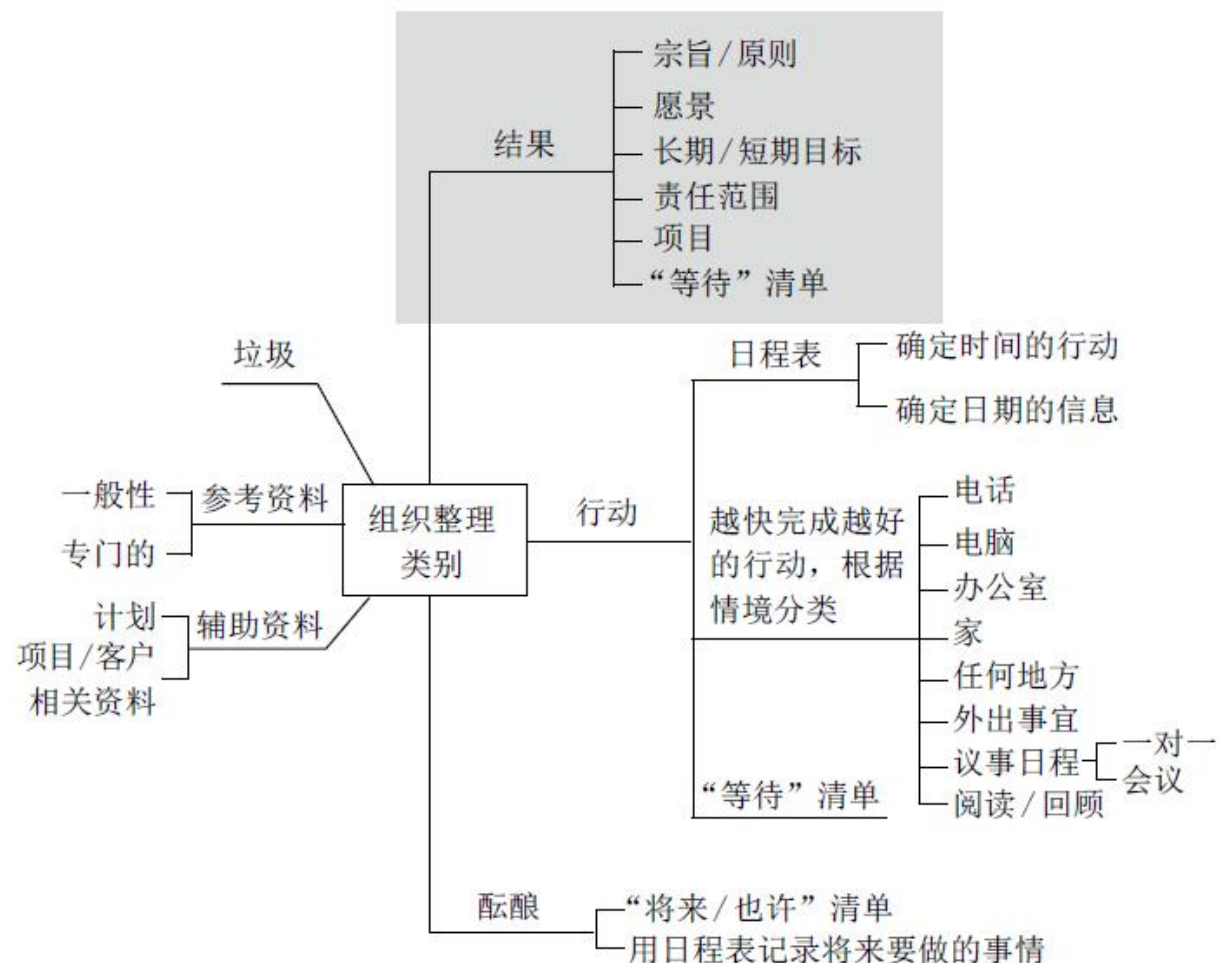 宗旨/原则
愿景
结果
长期/短期目标
责任范围
项目
“等待”清单
垃圾
日程表
确定时间的行动
确定日期的信息
一般性
参考资料
专门的
组织整理
类别
行动
越快完成越好
的行动，根据
情境分类
电话
电脑
办公室
家
任何地方
外出事宜
议事日程
一对一
会议
阅读/回顾
计划
辅助资料
项目/客户
相关资料
“等待”清单
酝酿
“将来/也许”清单
用日程表记录将来要做的事情